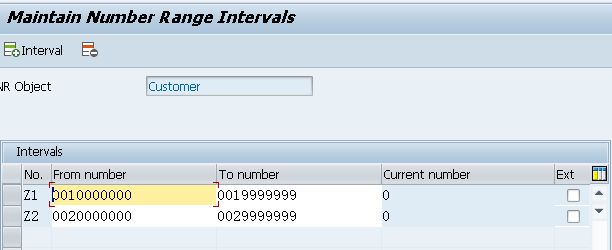 Maintain Number Range Intervals
Interval
NR Object Customer
Intervals
No. From number To number Current number Ext
Z1 0010000000 0019999999 0
Z2 0020000000 0029999999 0